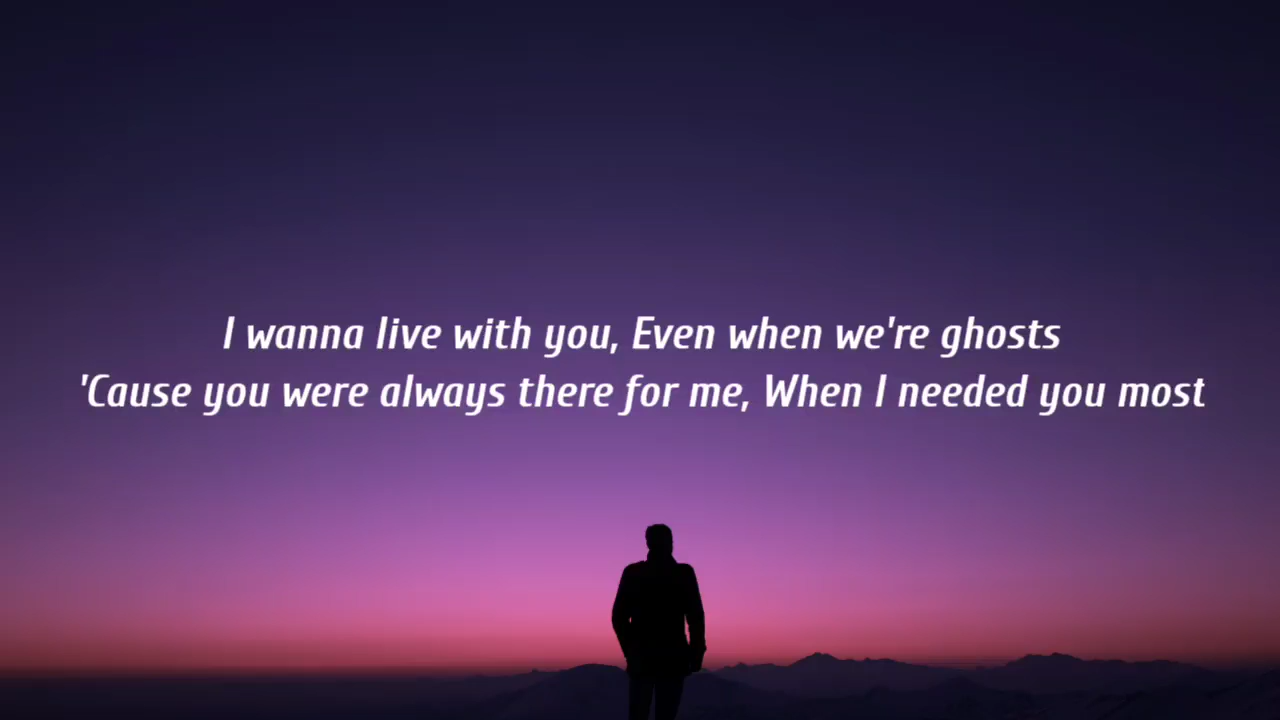 I wanna live with you, Even when we're ghosts
'Cause you were always there for me, When I needed you most